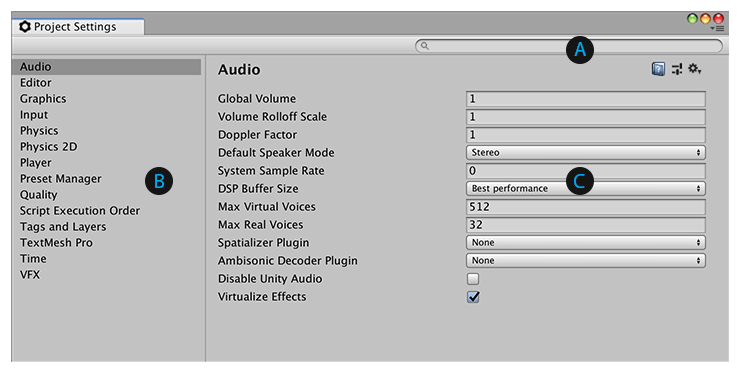 Project Settings
A
Audio
Editor
Graphics
Input
Physics
Physics 2D
Player
Preset Manager
Quality
Script Execution Order
Tags and Layers
TextMesh Pro
Time
VFX
B
Audio
Global Volume 1
Volume Rolloff Scale 1
Doppler Factor 1
Default Speaker Mode Stereo
System Sample Rate 0
DSP Buffer Size Best performance
C
Max Virtual Voices 512
Max Real Voices 32
Spatializer Plugin None
Ambisonic Decoder Plugin None
Disable Unity Audio
Virtualize Effects